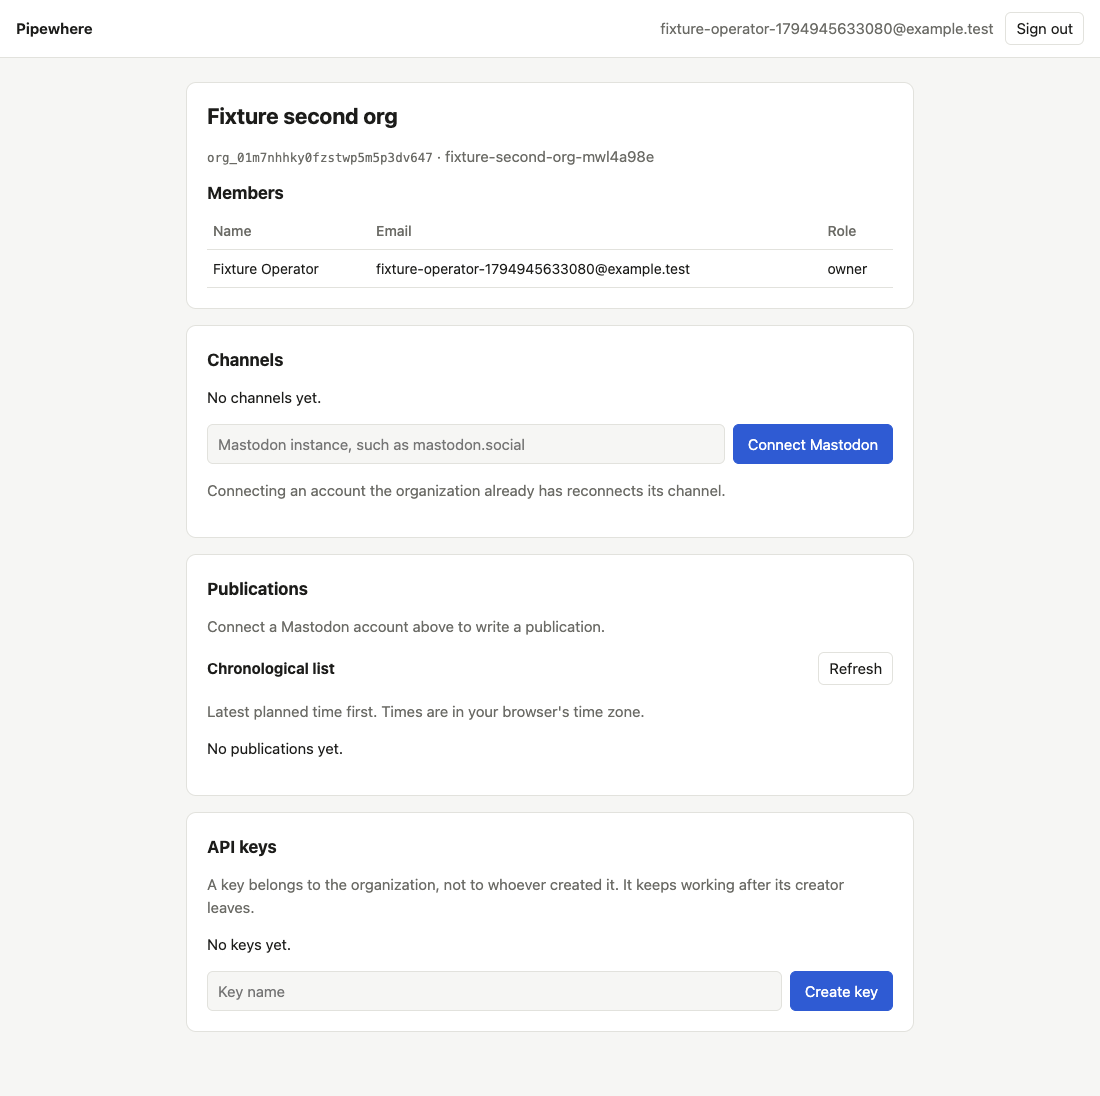 Pipewhere
fixture-operator-1794945633080@example.test
Sign out
Fixture second org
org_01m7nhhky0fzstwp5m5p3dv647 · fixture-second-org-mwl4a98e
Members
Name Email Role
Fixture Operator fixture-operator-1794945633080@example.test owner
Channels
No channels yet.
Mastodon instance, such as mastodon.social
Connect Mastodon
Connecting an account the organization already has reconnects its channel.
Publications
Connect a Mastodon account above to write a publication.
Chronological list
Refresh
Latest planned time first. Times are in your browser's time zone.
No publications yet.
API keys
A key belongs to the organization, not to whoever created it. It keeps working after its creator
leaves.
No keys yet.
Key name
Create key